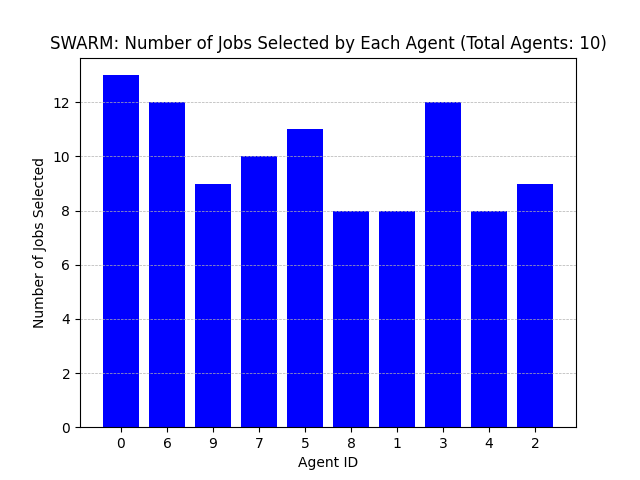 SWARM: Number of Jobs Selected by Each Agent (Total Agents: 10)
Number of Jobs Selected
12
10
8
6
4
2
0
0 6 9 7 5 8 1 3 4 2
Agent ID